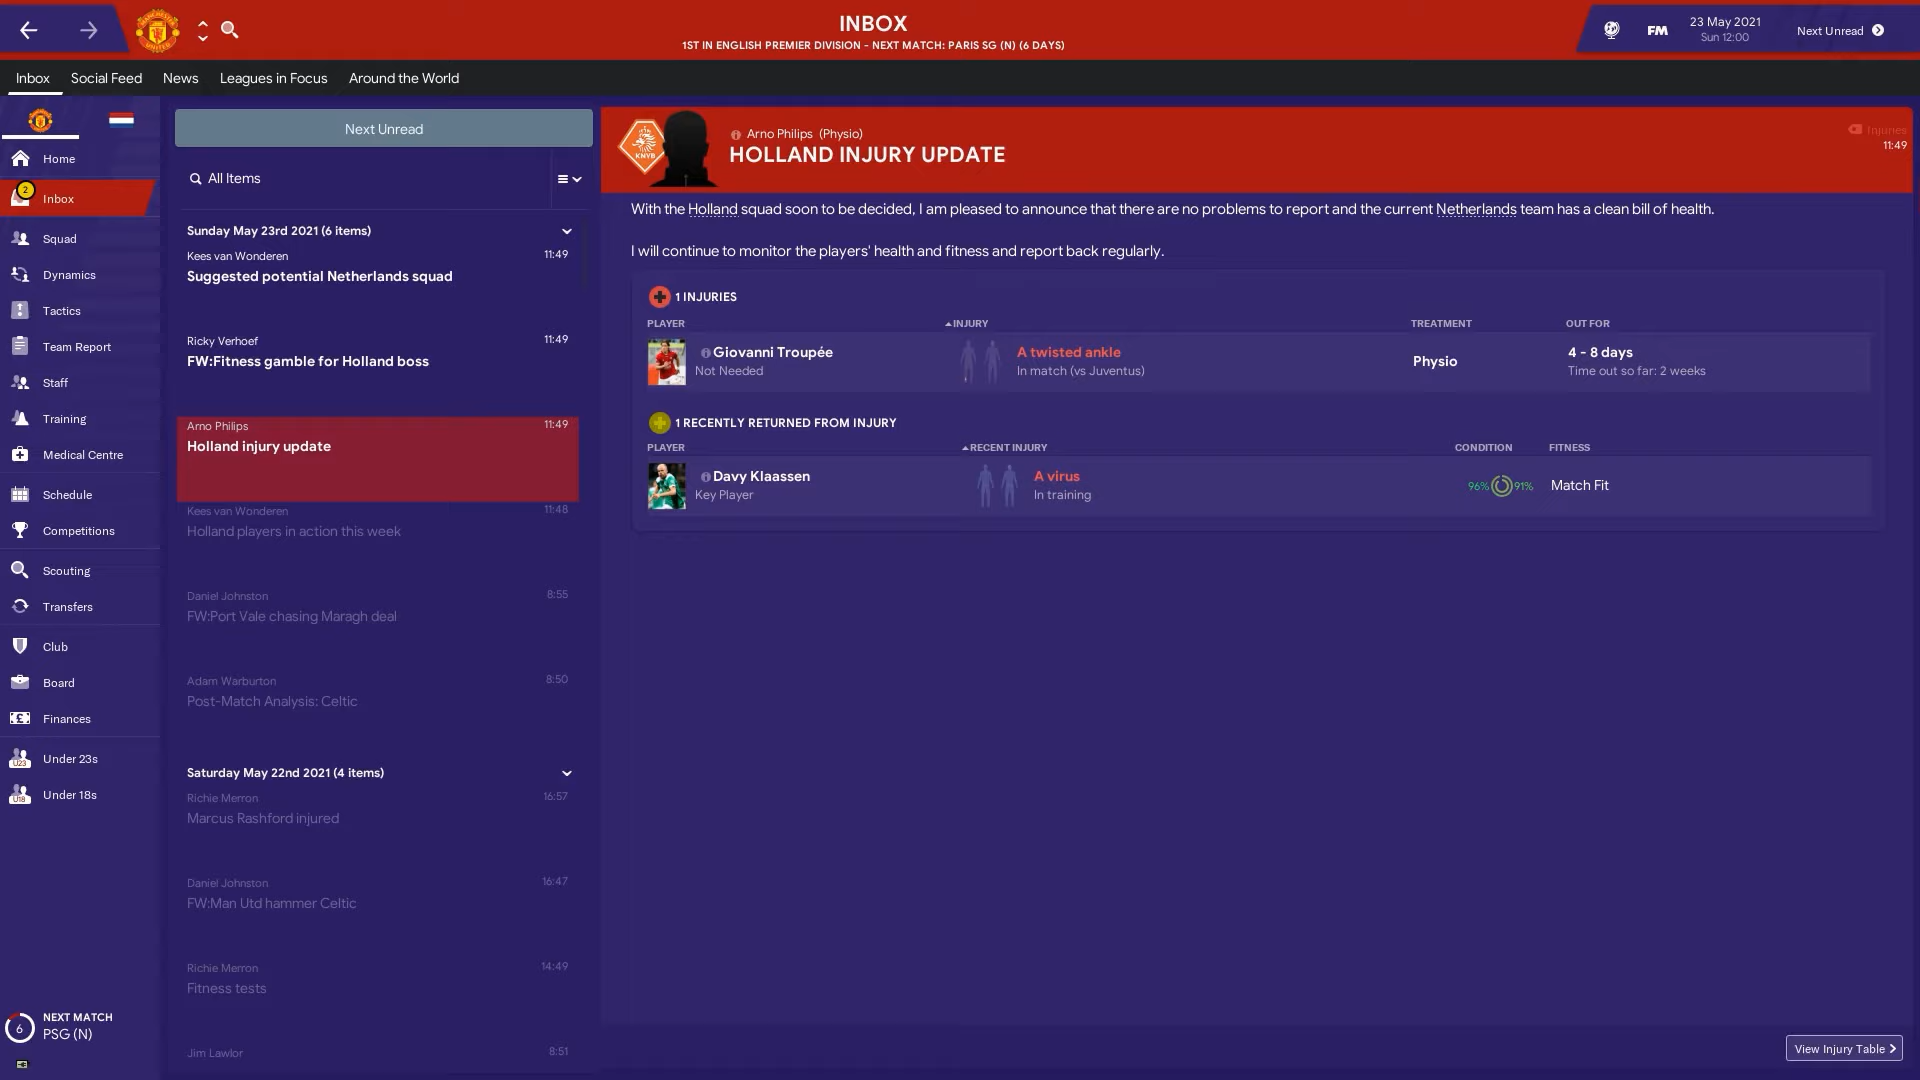 INBOX
1ST IN ENGLISH PREMIER DIVISION - NEXT MATCH: PARIS SG (N) (6 DAYS)
FM
23 May 2021
Sun 12:00
Next Unread
Inbox
Social Feed
News
Leagues in Focus
Around the World
Home
2
Inbox
Squad
Dynamics
Tactics
Team Report
Staff
Training
Medical Centre
Schedule
Competitions
Scouting
Transfers
Club
Board
Finances
U23
Under 23s
U18
Under 18s
6
NEXT MATCH
PSG (N)
Next Unread
All Items
Sunday May 23rd 2021 (6 items)
Kees van Wonderen 11:49
Suggested potential Netherlands squad
Ricky Verhoef 11:49
FW:Fitness gamble for Holland boss
Arno Philips 11:49
Holland injury update
Kees van Wonderen 11:48
Holland players in action this week
Daniel Johnston 8:55
FW:Port Vale chasing Maragh deal
Adam Warburton 8:50
Post-Match Analysis: Celtic
Saturday May 22nd 2021 (4 items)
Richie Merron 16:57
Marcus Rashford injured
Daniel Johnston 16:47
FW:Man Utd hammer Celtic
Richie Merron 14:49
Fitness tests
Jim Lawlor 8:51
KNVB
Arno Philips (Physio)
HOLLAND INJURY UPDATE
Injuries
11:49
With the Holland squad soon to be decided, I am pleased to announce that there are no problems to report and the current Netherlands team has a clean bill of health.
I will continue to monitor the players' health and fitness and report back regularly.
1 INJURIES
PLAYER INJURY TREATMENT OUT FOR
Giovanni Troupée A twisted ankle Physio 4 - 8 days
Not Needed In match (vs Juventus) Time out so far: 2 weeks
1 RECENTLY RETURNED FROM INJURY
PLAYER RECENT INJURY CONDITION FITNESS
Davy Klaassen A virus 96% 91% Match Fit
Key Player In training
View Injury Table